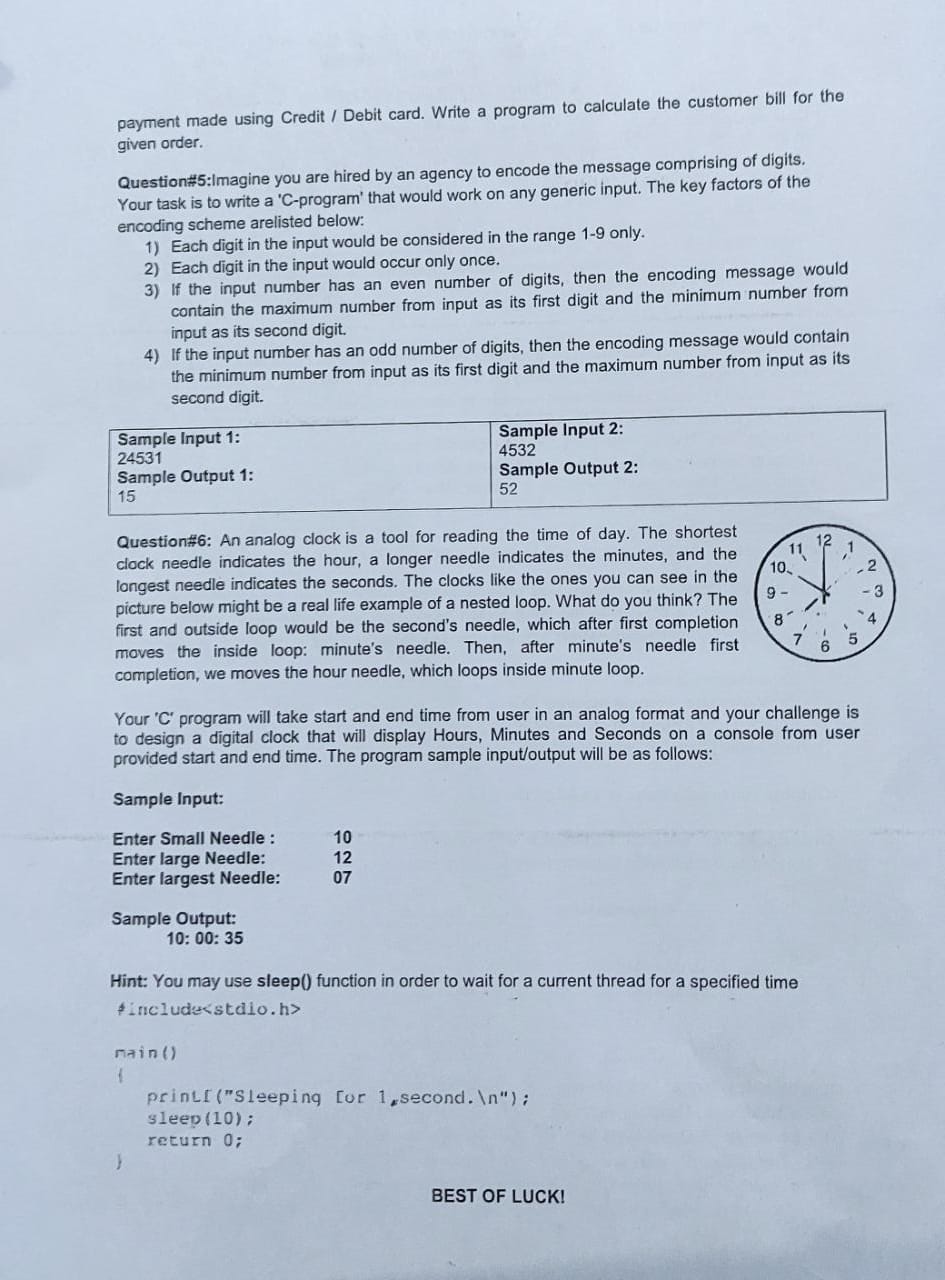 payment made using Credit / Debit card. Write a program to calculate the customer bill for the
given order.
Question#5:Imagine you are hired by an agency to encode the message comprising of digits.
Your task is to write a 'C-program' that would work on any generic input. The key factors of the
encoding scheme arelisted below:
1) Each digit in the input would be considered in the range 1-9 only.
2) Each digit in the input would occur only once.
3) If the input number has an even number of digits, then the encoding message would
contain the maximum number from input as its first digit and the minimum number from
input as its second digit.
4) If the input number has an odd number of digits, then the encoding message would contain
the minimum number from input as its first digit and the maximum number from input as its
second digit.
Sample Input 1:
24531
Sample Output 1:
15
Sample Input 2:
4532
Sample Output 2:
52
Question#6: An analog clock is a tool for reading the time of day. The shortest
clock needle indicates the hour, a longer needle indicates the minutes, and the
longest needle indicates the seconds. The clocks like the ones you can see in the
picture below might be a real life example of a nested loop. What do you think? The
first and outside loop would be the second's needle, which after first completion
moves the inside loop: minute's needle. Then, after minute's needle first
completion, we moves the hour needle, which loops inside minute loop.
12
1
2
3
4
5
6
7
8
9
10
11
Your 'C' program will take start and end time from user in an analog format and your challenge is
to design a digital clock that will display Hours, Minutes and Seconds on a console from user
provided start and end time. The program sample input/output will be as follows:
Sample Input:
Enter Small Needle : 10
Enter large Needle: 12
Enter largest Needle: 07
Sample Output:
10: 00: 35
Hint: You may use sleep() function in order to wait for a current thread for a specified time
#include<stdio.h>
main()
{
printf("Sleeping for 1 second.\n");
sleep(10);
return 0;
}
BEST OF LUCK!